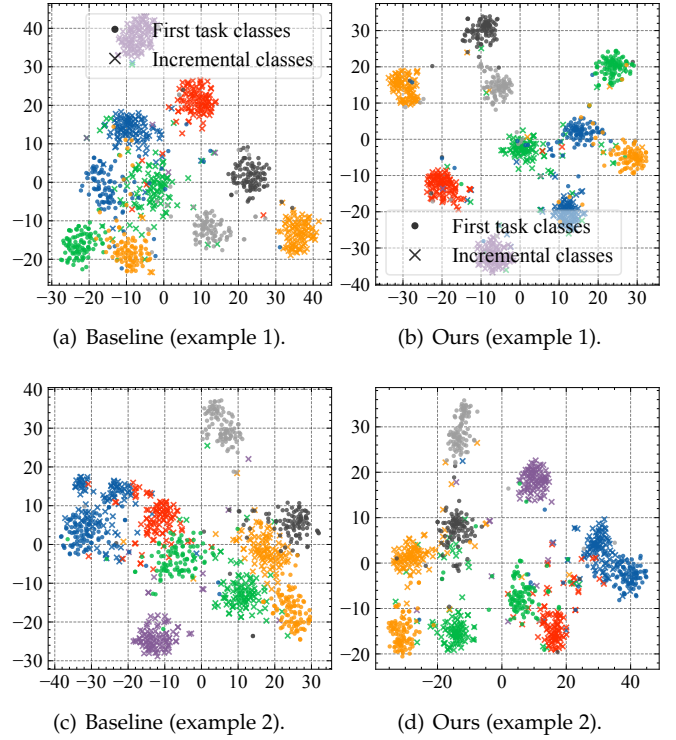 40
30
20
10
0
−10
−20
−30 −20 −10 0 10 20 30 40
First task classes
Incremental classes
(a) Baseline (example 1).
30
20
10
0
−10
−20
−30
−40
−30 −20 −10 0 10 20 30
First task classes
Incremental classes
(b) Ours (example 1).
40
30
20
10
0
−10
−20
−30
−40 −30 −20 −10 0 10 20 30
(c) Baseline (example 2).
30
20
10
0
−10
−20
−20 0 20 40
(d) Ours (example 2).